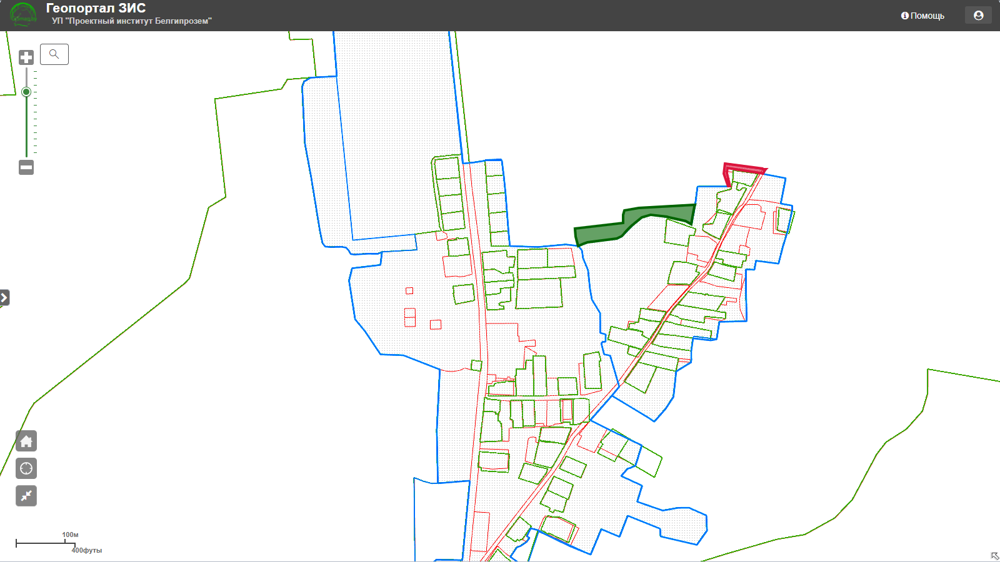 Геопортал ЗИС
УП "Проектный институт Белгипрозем"
Помощь
100м
400футы